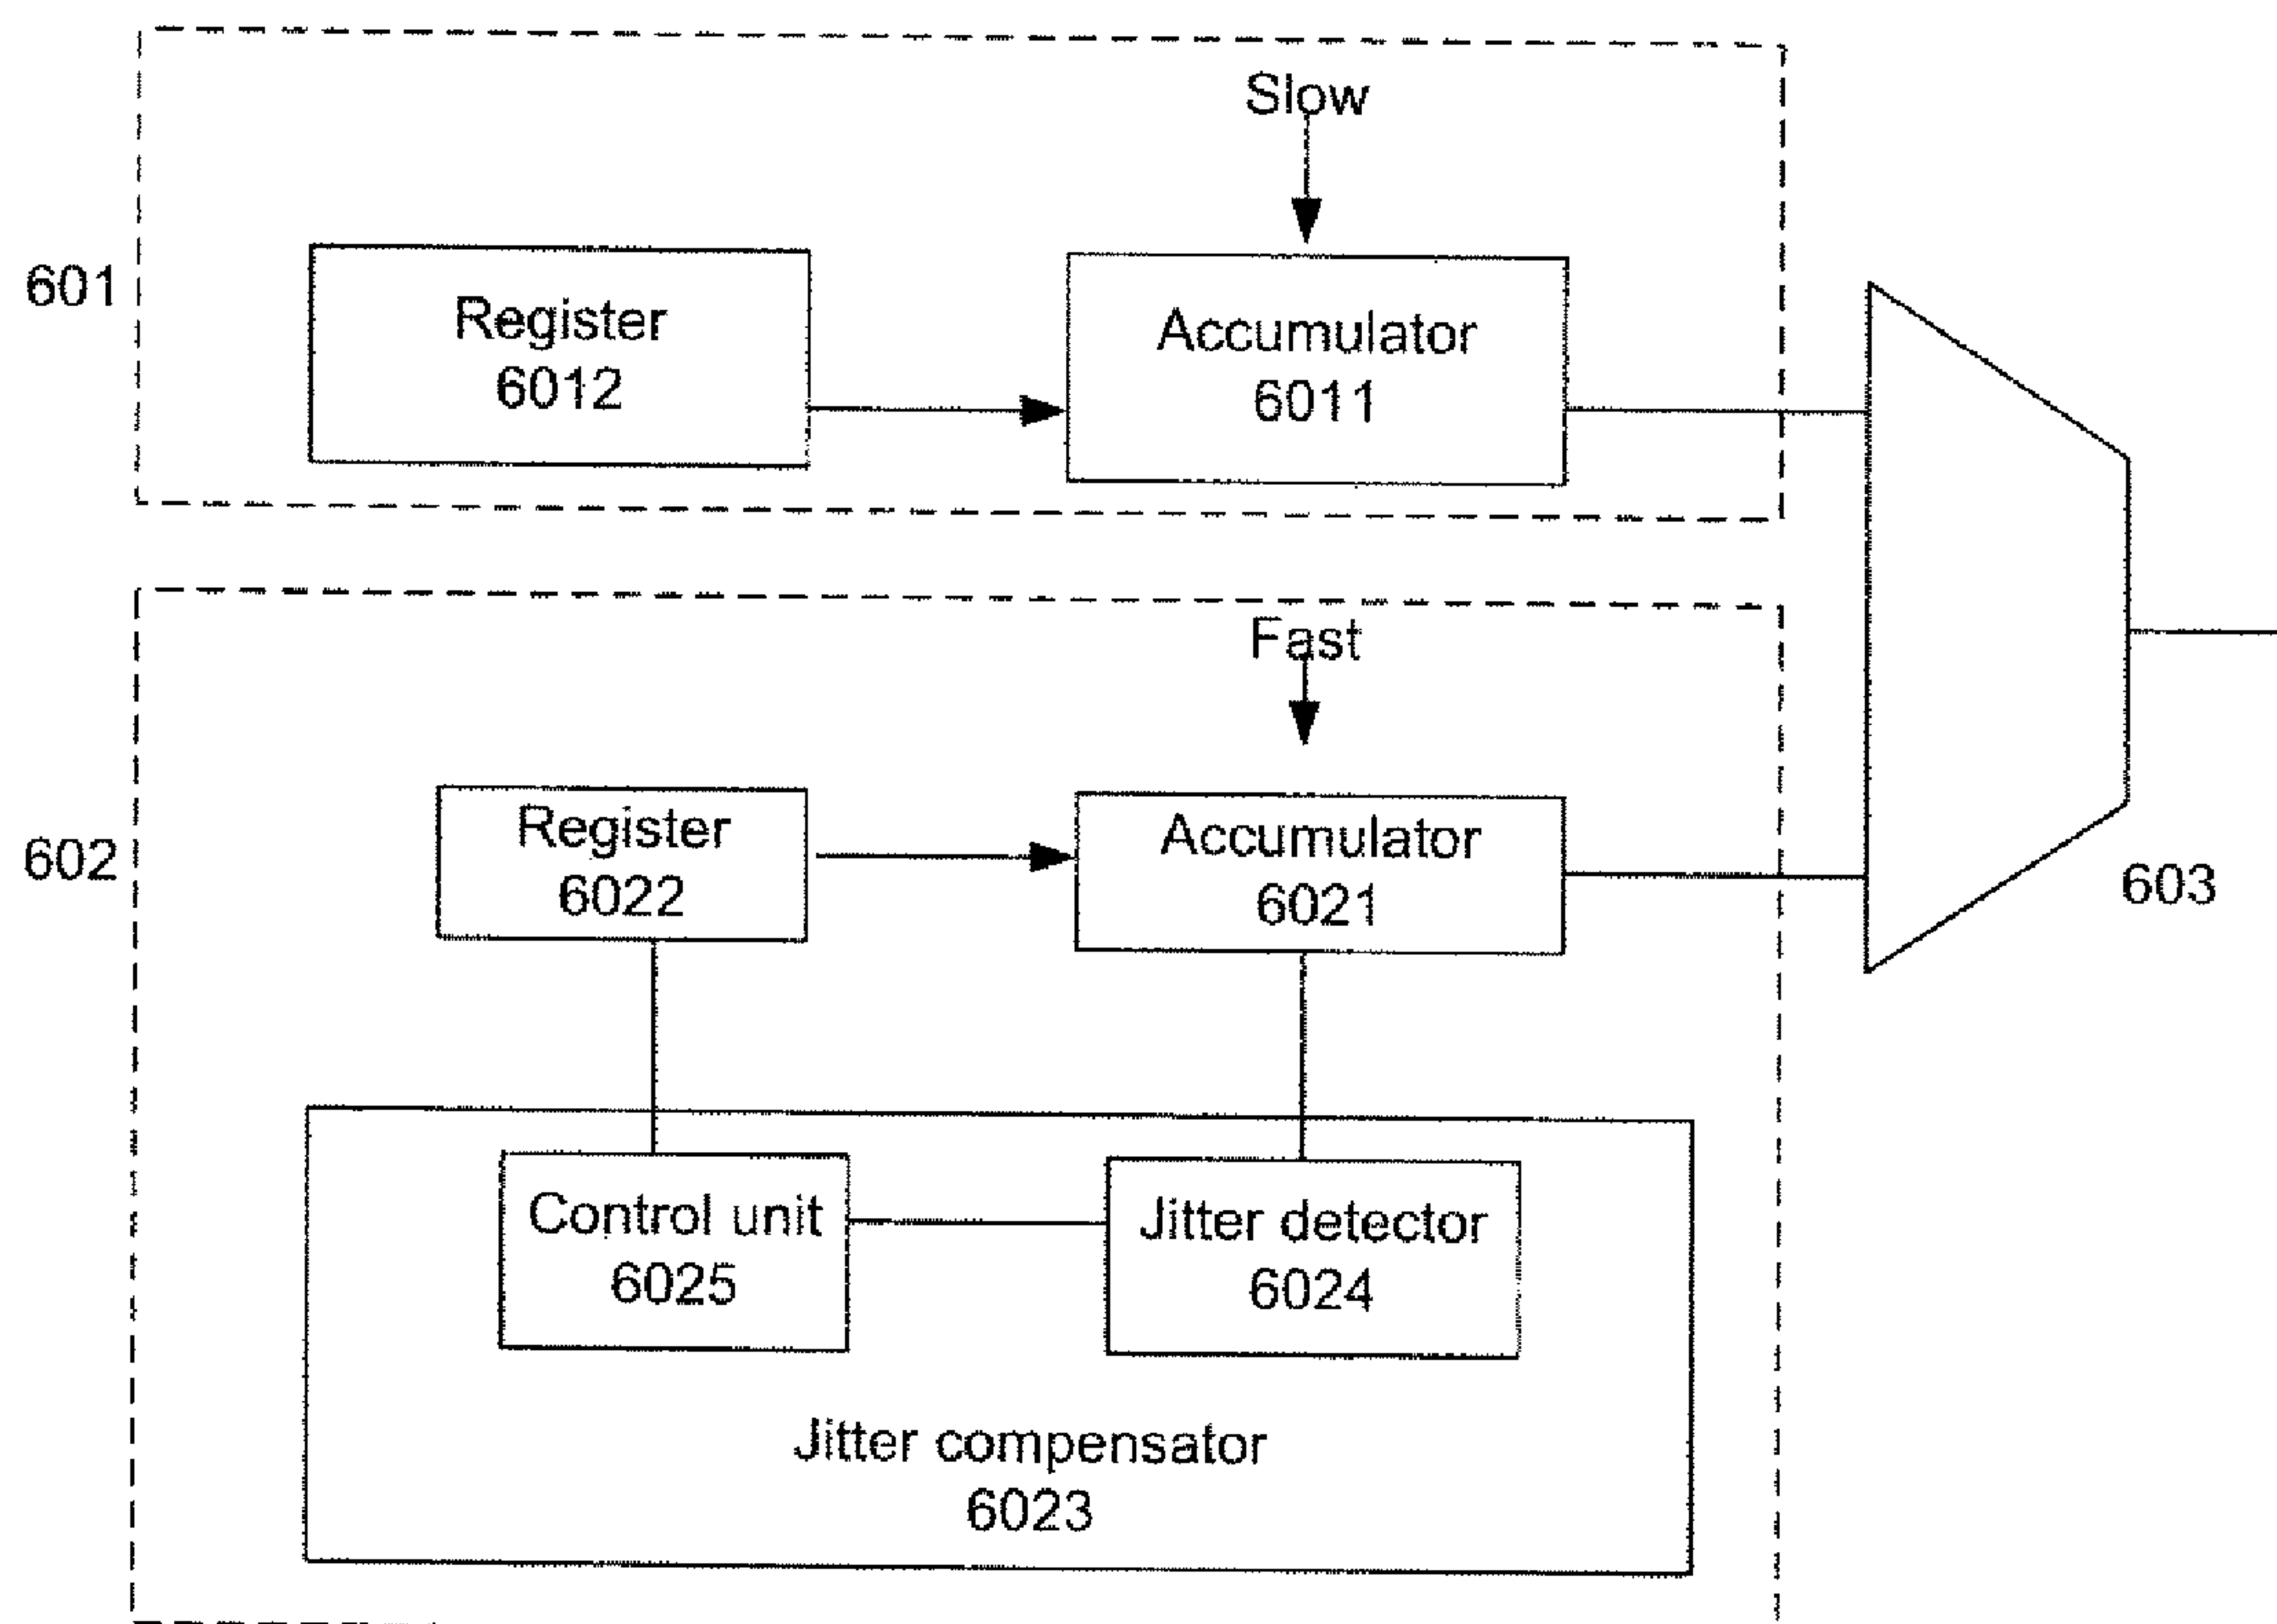 Slow
601
Register
6012
Accumulator
6011
Fast
602
Register
6022
Accumulator
6021
603
Control unit
6025
Jitter detector
6024
Jitter compensator
6023